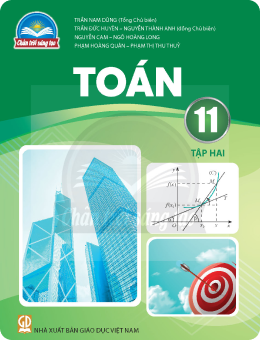 Chân trời sáng tạo
TRẦN NAM DŨNG (Tổng Chủ biên)
TRẦN ĐỨC HUYÊN – NGUYỄN THÀNH ANH (đồng Chủ biên)
NGUYỄN CAM – NGÔ HOÀNG LONG
PHẠM HOÀNG QUÂN – PHẠM THỊ THU THUỶ
TOÁN
11
TẬP HAI
NHÀ XUẤT BẢN GIÁO DỤC VIỆT NAM